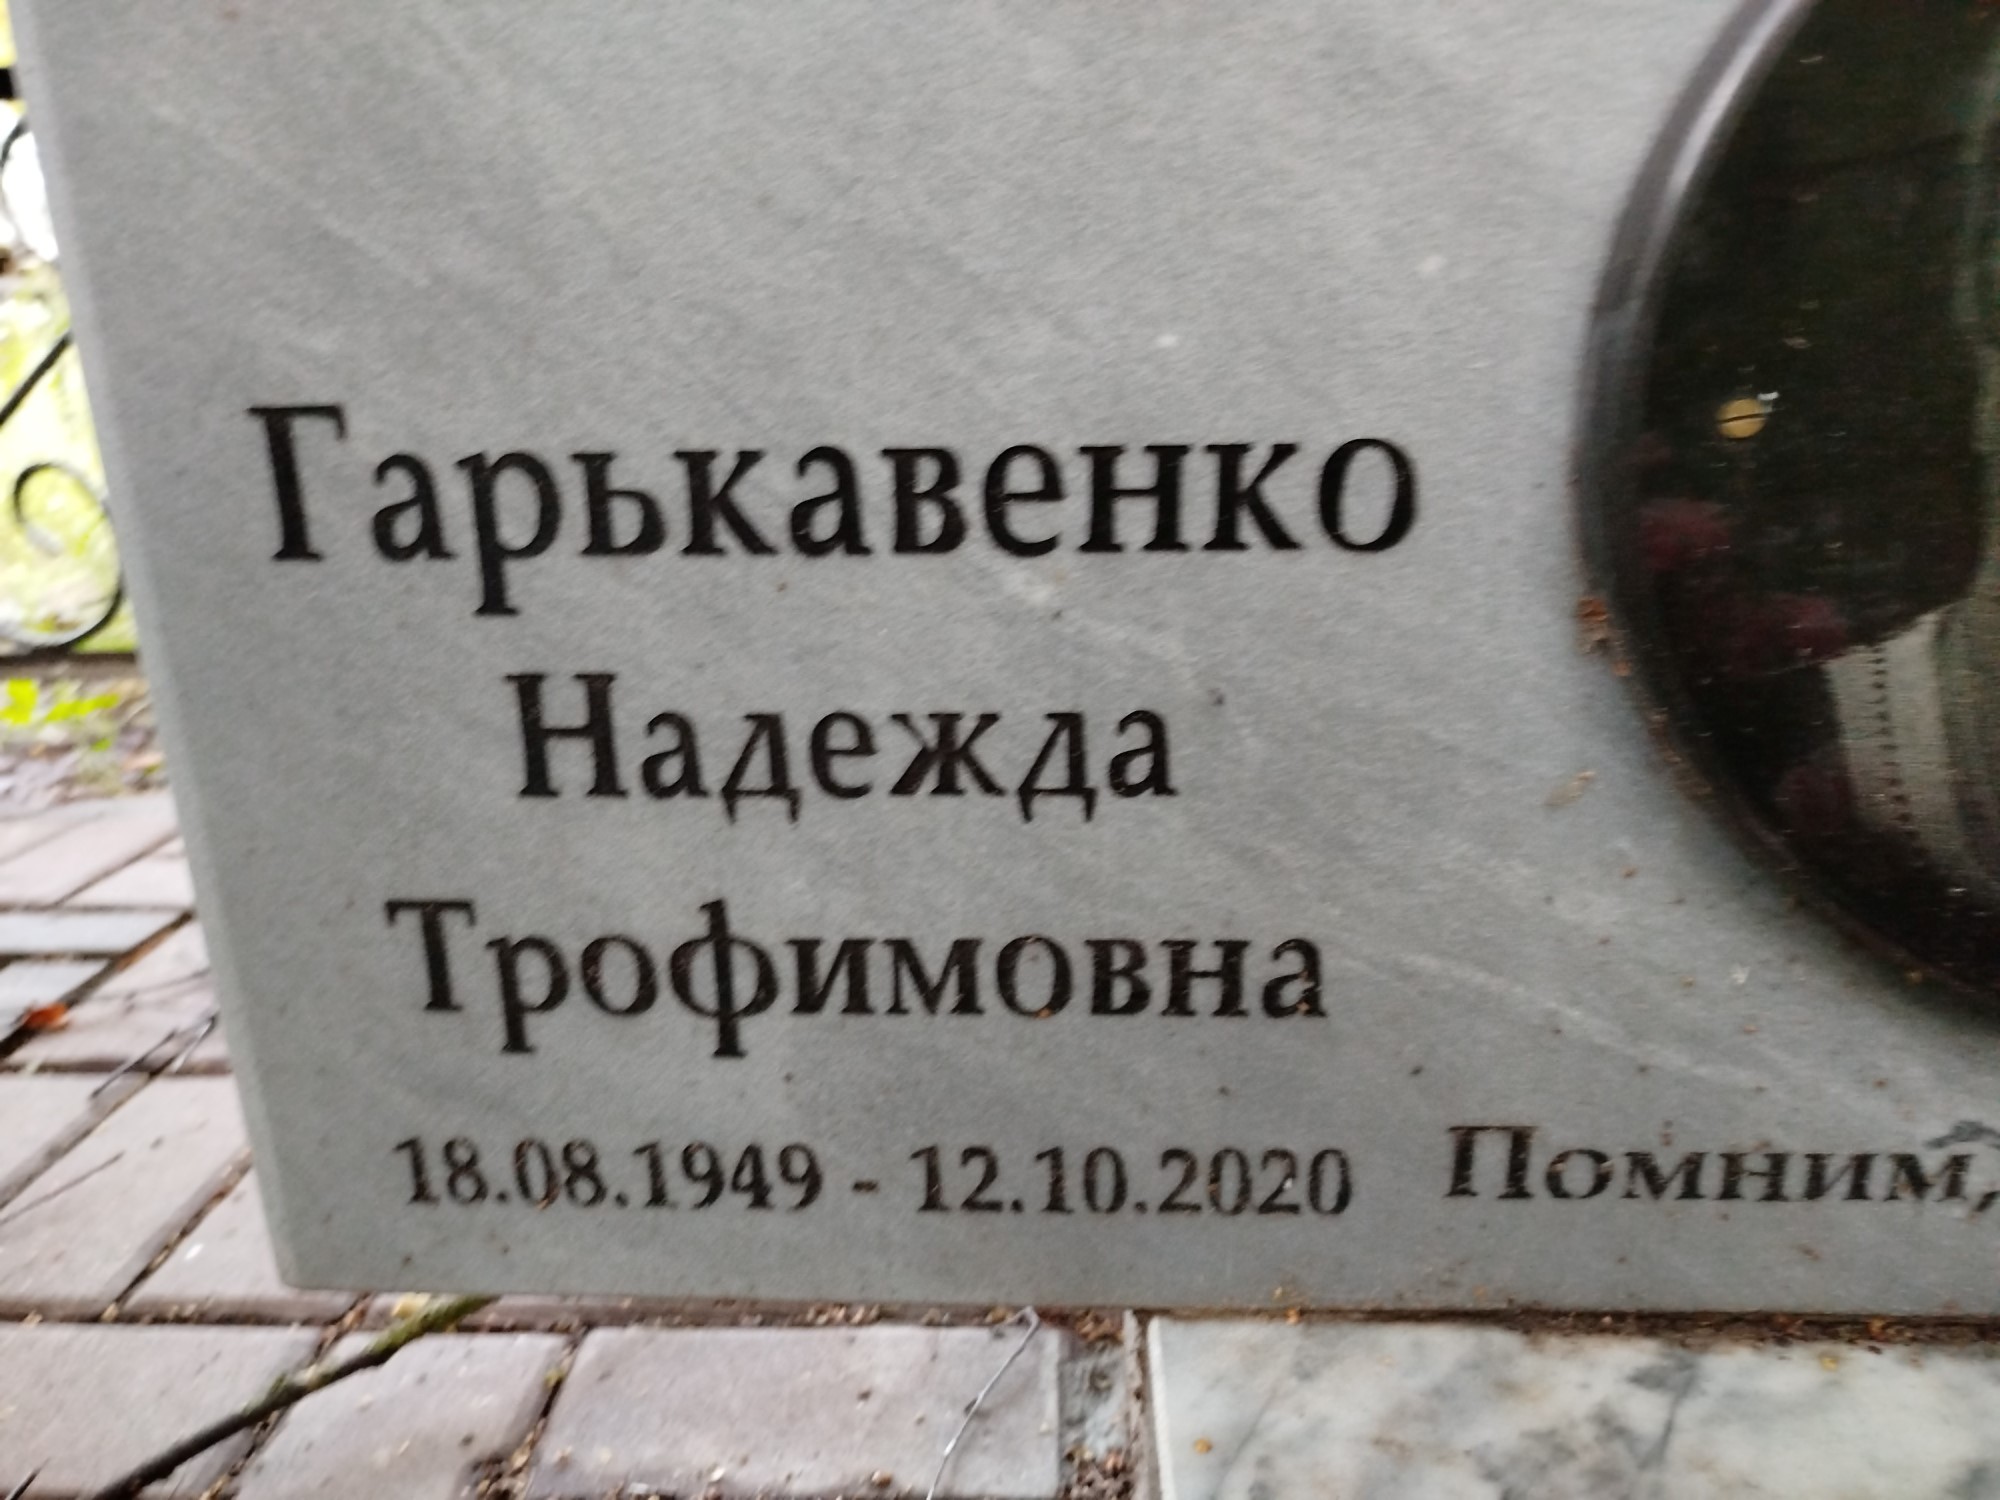 Гарькавенко
Надежда
Трофимовна
18.08.1949 - 12.10.2020
Помним,